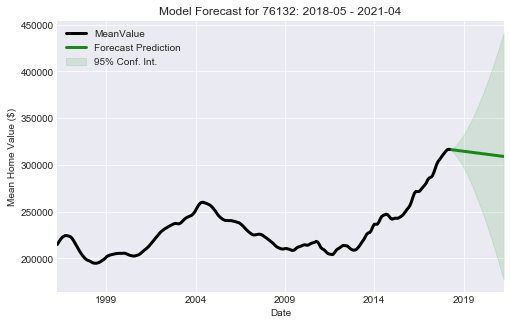 Model Forecast for 76132: 2018-05 - 2021-04
MeanValue
Forecast Prediction
95% Conf. Int.
450000
400000
350000
300000
250000
200000
Mean Home Value ($)
1999 2004 2009 2014 2019
Date